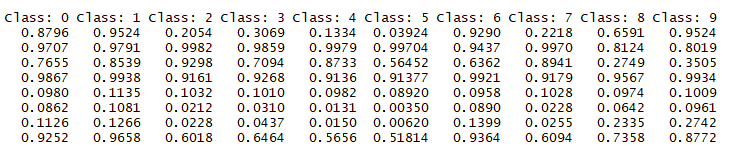 Class: 0 Class: 1 Class: 2 Class: 3 Class: 4 Class: 5 Class: 6 Class: 7 Class: 8 Class: 9
0.8796 0.9524 0.2054 0.3069 0.1334 0.03924 0.9290 0.2218 0.6591 0.9524
0.9707 0.9791 0.9982 0.9859 0.9979 0.99704 0.9437 0.9970 0.8124 0.8019
0.7655 0.8539 0.9298 0.7094 0.8733 0.56452 0.6362 0.8941 0.2749 0.3505
0.9867 0.9938 0.9161 0.9268 0.9136 0.91377 0.9921 0.9179 0.9567 0.9934
0.0980 0.1135 0.1032 0.1010 0.0982 0.08920 0.0958 0.1028 0.0974 0.1009
0.0862 0.1081 0.0212 0.0310 0.0131 0.00350 0.0890 0.0228 0.0642 0.0961
0.1126 0.1266 0.0228 0.0437 0.0150 0.00620 0.1399 0.0255 0.2335 0.2742
0.9252 0.9658 0.6018 0.6464 0.5656 0.51814 0.9364 0.6094 0.7358 0.8772